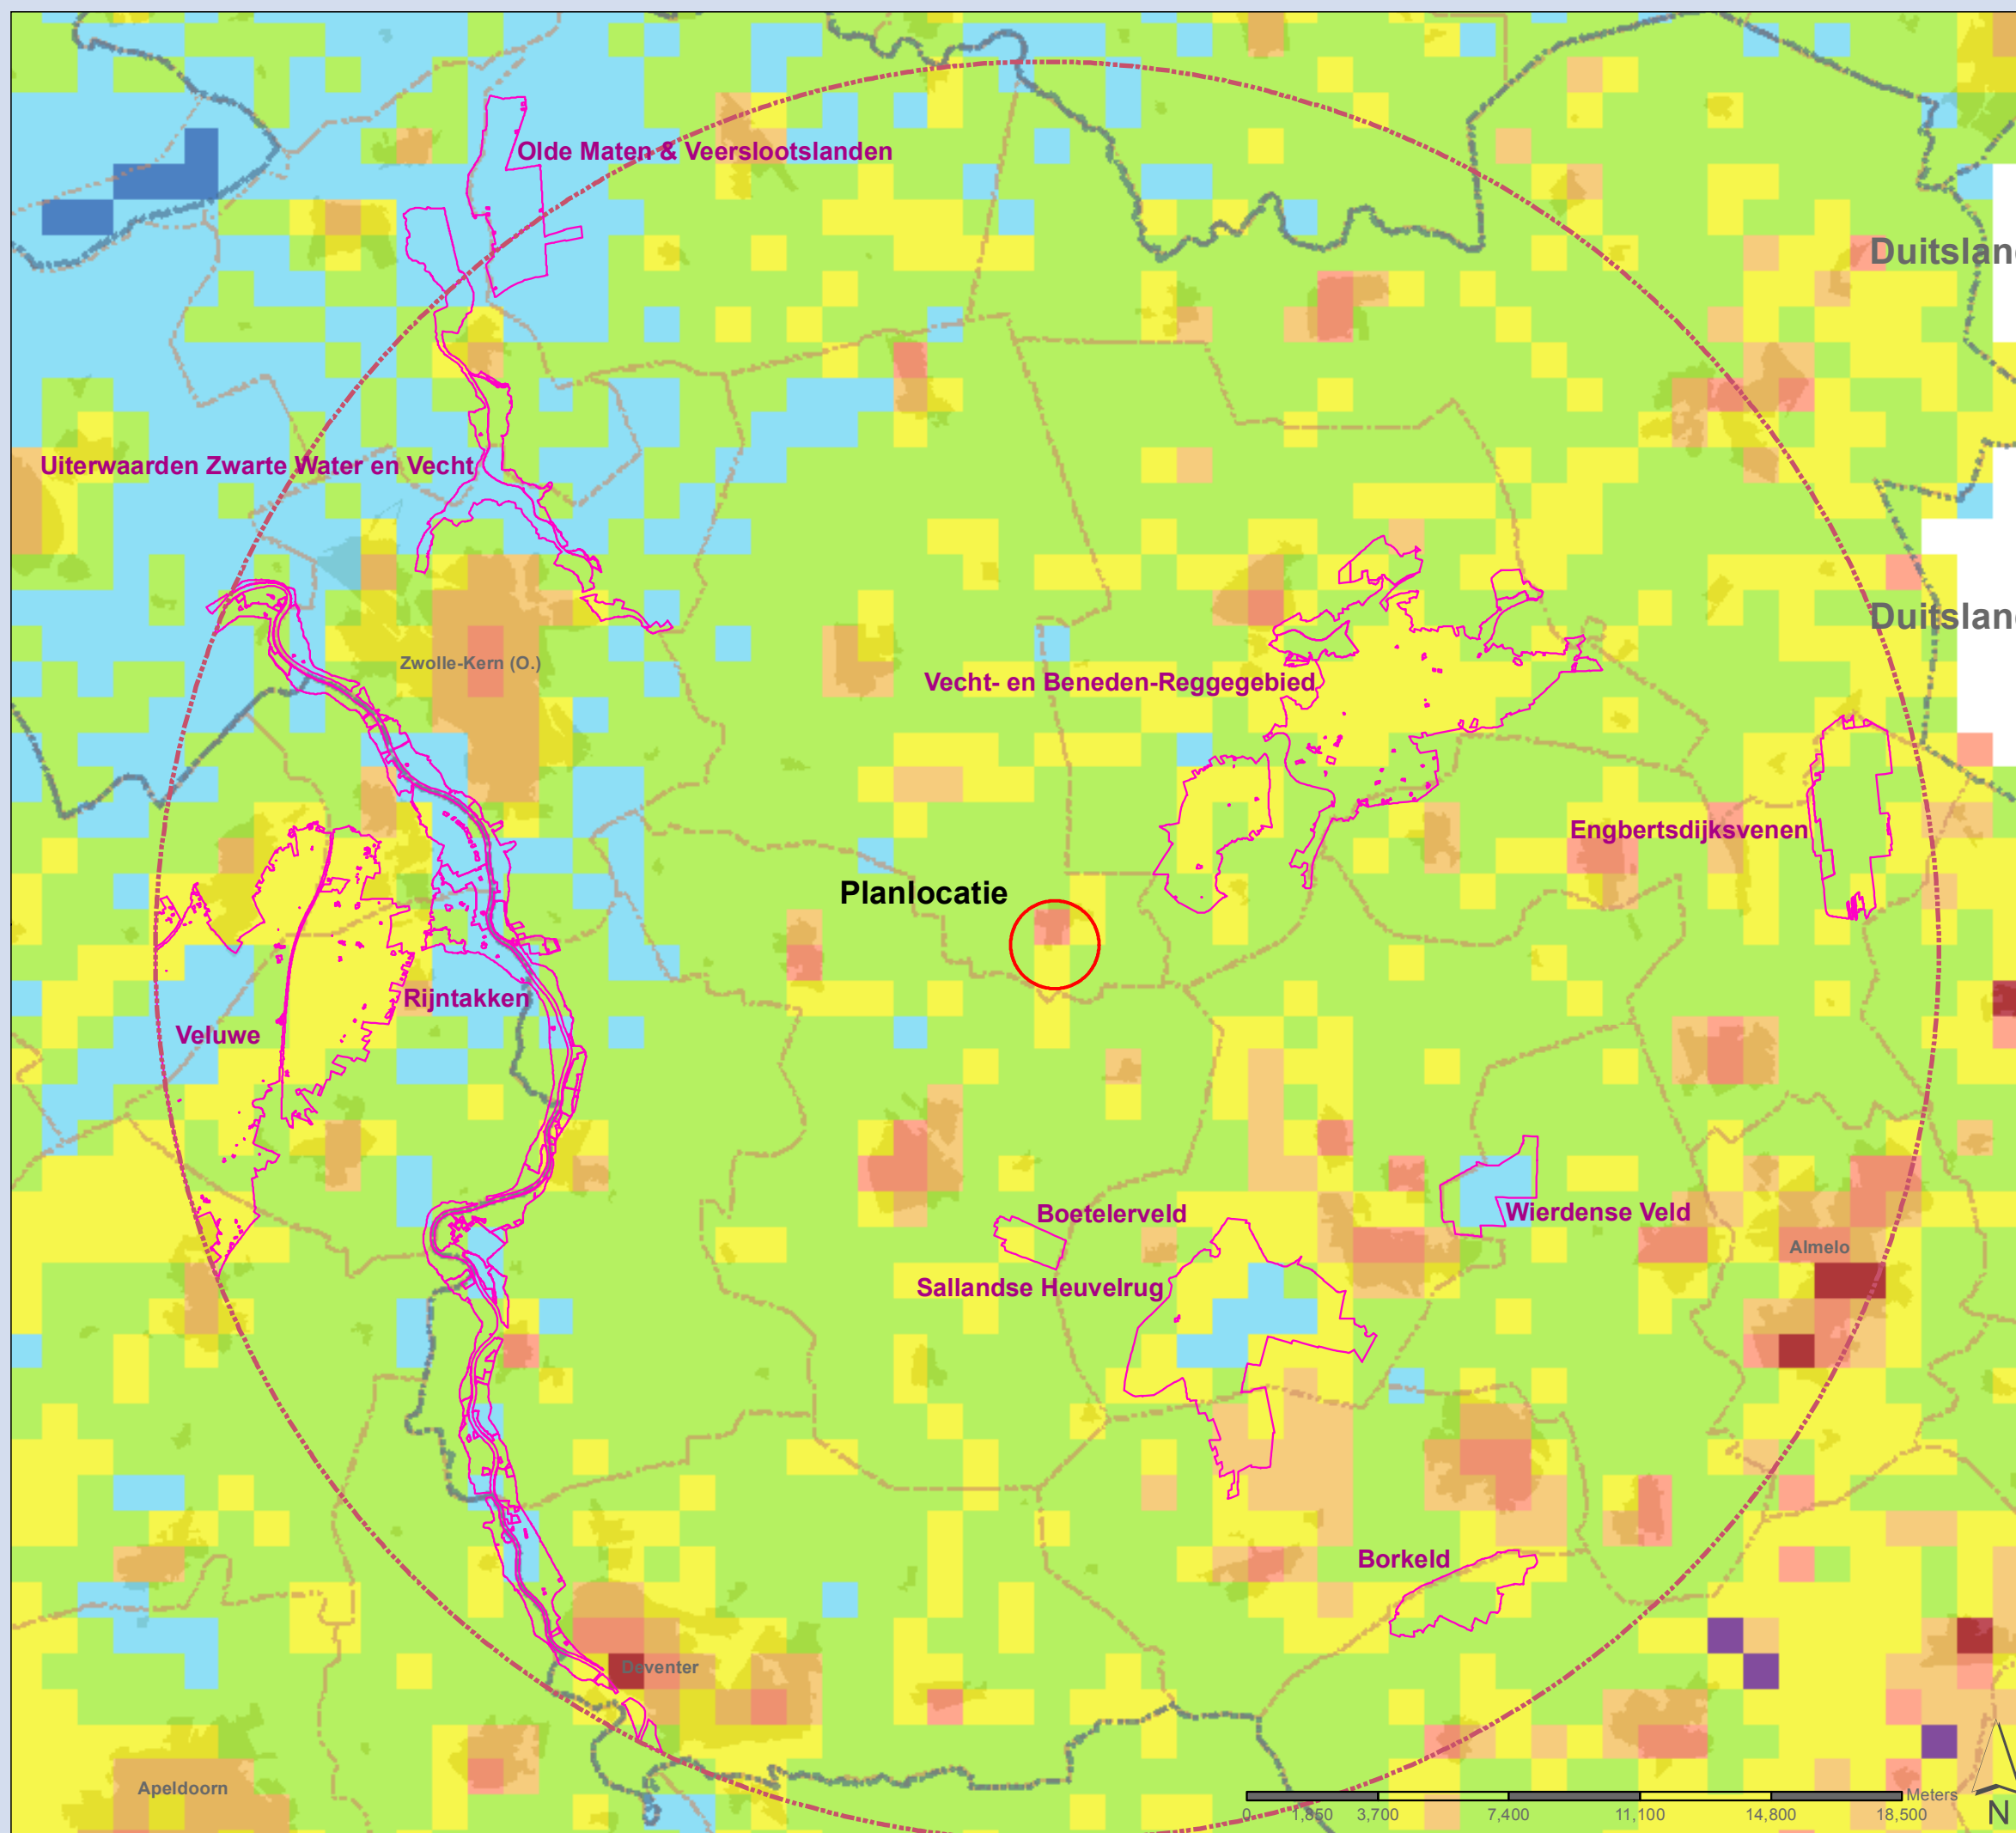 Olde Maten & Veerslootslanden
Duitslan
Uiterwaarden Zwarte Water en Vecht
Duitslan
Zwolle-Kern (O.)
Vecht- en Beneden-Reggegebied
Engbertsdijksvenen
Planlocatie
Rijntakken
Veluwe
Boetelerveld
Wierdense Veld
Almelo
Sallandse Heuvelrug
Borkeld
Deventer
Apeldoorn
Meters
0 1,850 3,700 7,400 11,100 14,800 18,500
N